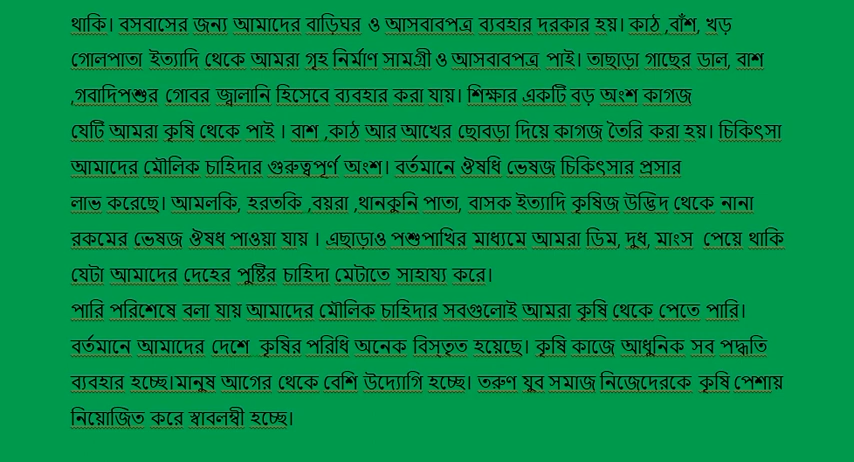 থাকি। বসবাসের জন্য আমাদের বাড়িঘর ও আসবাবপত্র ব্যবহার দরকার হয়। কাঠ ,বাঁশ, খড়
গোলপাতা ইত্যাদি থেকে আমরা গৃহ নির্মাণ সামগ্রী ও আসবাবপত্র পাই। তাছাড়া গাছের ডাল, বাশ
,গবাদিপশুর গোবর জ্বালানি হিসেবে ব্যবহার করা যায়। শিক্ষার একটি বড় অংশ কাগজ
যেটি আমরা কৃষি থেকে পাই । বাশ ,কাঠ আর আখের ছোবড়া দিয়ে কাগজ তৈরি করা হয়। চিকিৎসা
আমাদের মৌলিক চাহিদার গুরুত্বপূর্ণ অংশ। বর্তমানে ঔষধি ভেষজ চিকিৎসার প্রসার
লাভ করেছে। আমলকি, হরতকি ,বয়রা ,থানকুনি পাতা, বাসক ইত্যাদি কৃষিজ উদ্ভিদ থেকে নানা
রকমের ভেষজ ঔষধ পাওয়া যায় । এছাড়াও পশুপাখির মাধ্যমে আমরা ডিম, দুধ, মাংস পেয়ে থাকি
যেটা আমাদের দেহের পুষ্টির চাহিদা মেটাতে সাহায্য করে।
পারি পরিশেষে বলা যায় আমাদের মৌলিক চাহিদার সবগুলোই আমরা কৃষি থেকে পেতে পারি।
বর্তমানে আমাদের দেশে কৃষির পরিধি অনেক বিস্তৃত হয়েছে। কৃষি কাজে আধুনিক সব পদ্ধতি
ব্যবহার হচ্ছে।মানুষ আগের থেকে বেশি উদ্যোগি হচ্ছে। তরুণ যুব সমাজ নিজেদেরকে কৃষি পেশায়
নিয়োজিত করে স্বাবলম্বী হচ্ছে।